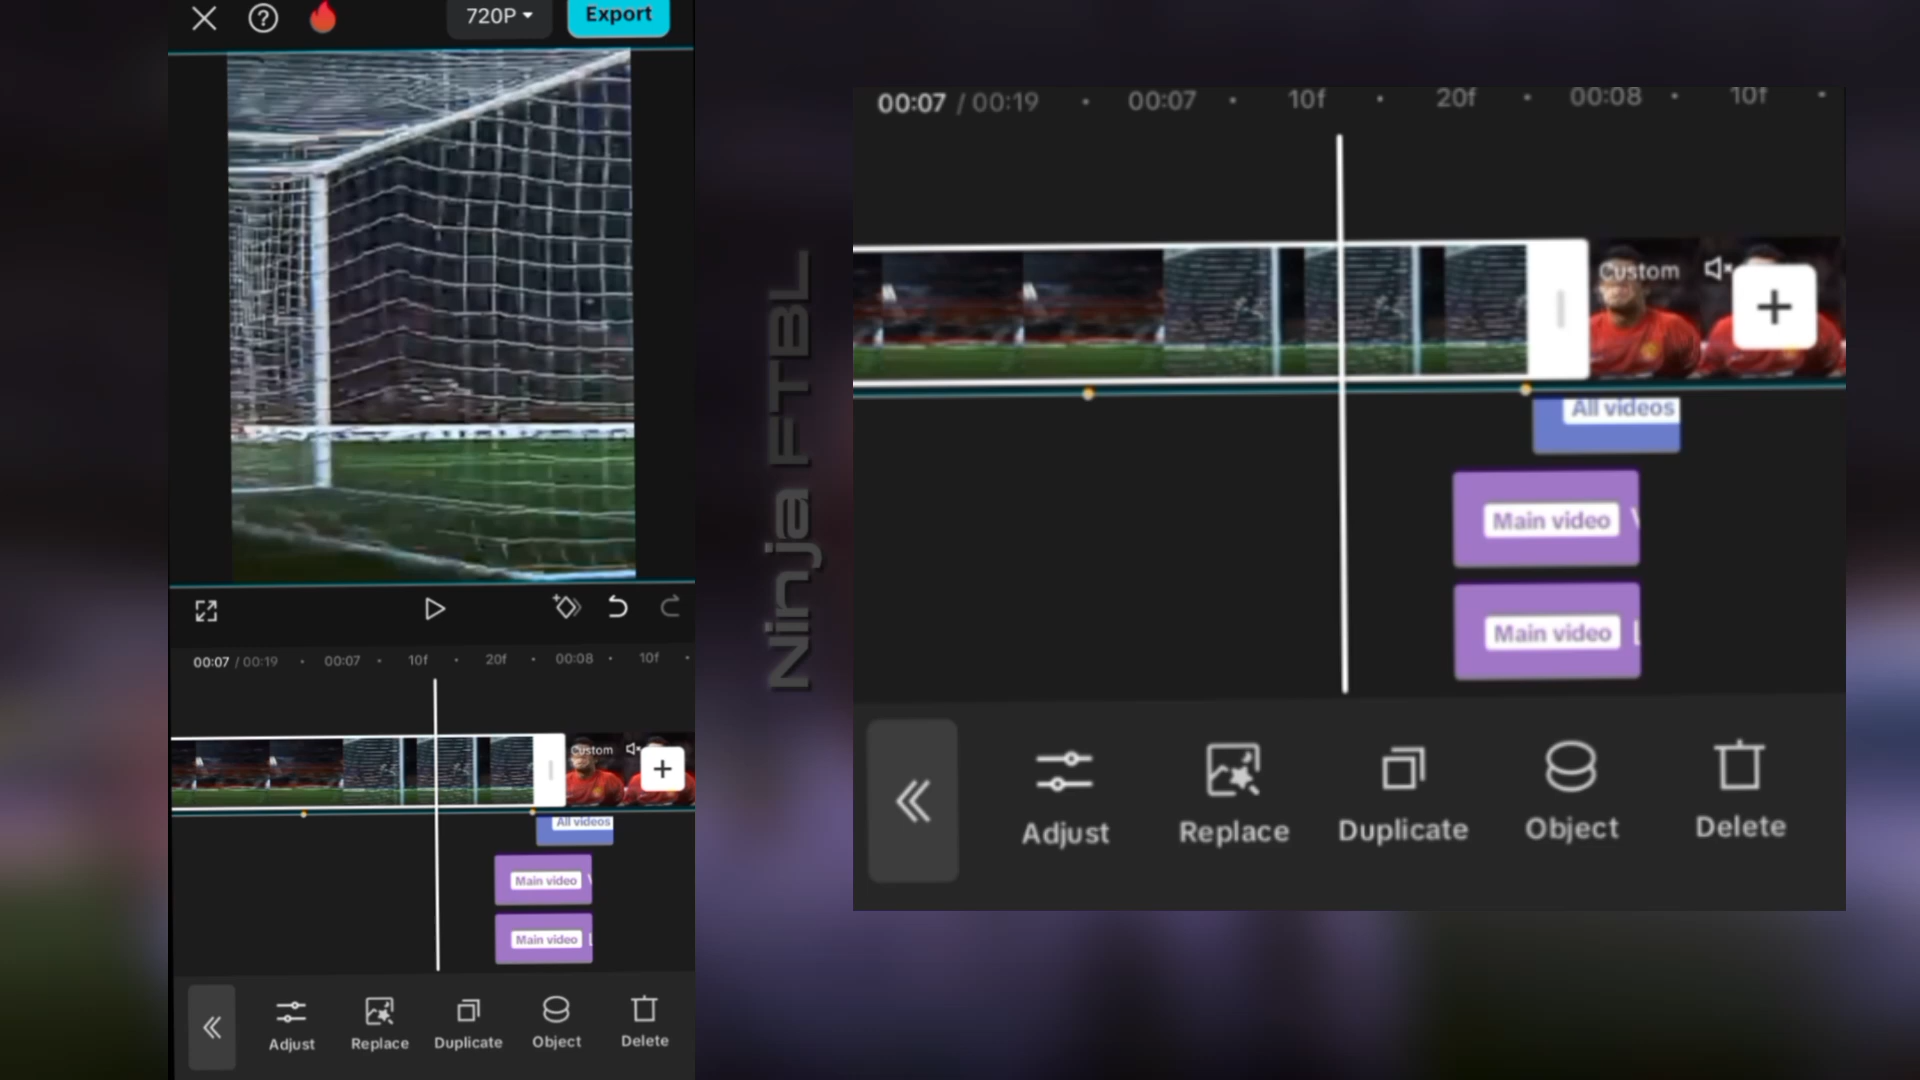 720P
Export
00:07 / 00:19 00:07 10f 20f 00:08 10f
Custom
All videos
Main video
Main video
Adjust Replace Duplicate Object Delete
Ninja FTBL
00:07 / 00:19 00:07 10f 20f 00:08 10f
Custom
All videos
Main video
Main video
Adjust Replace Duplicate Object Delete